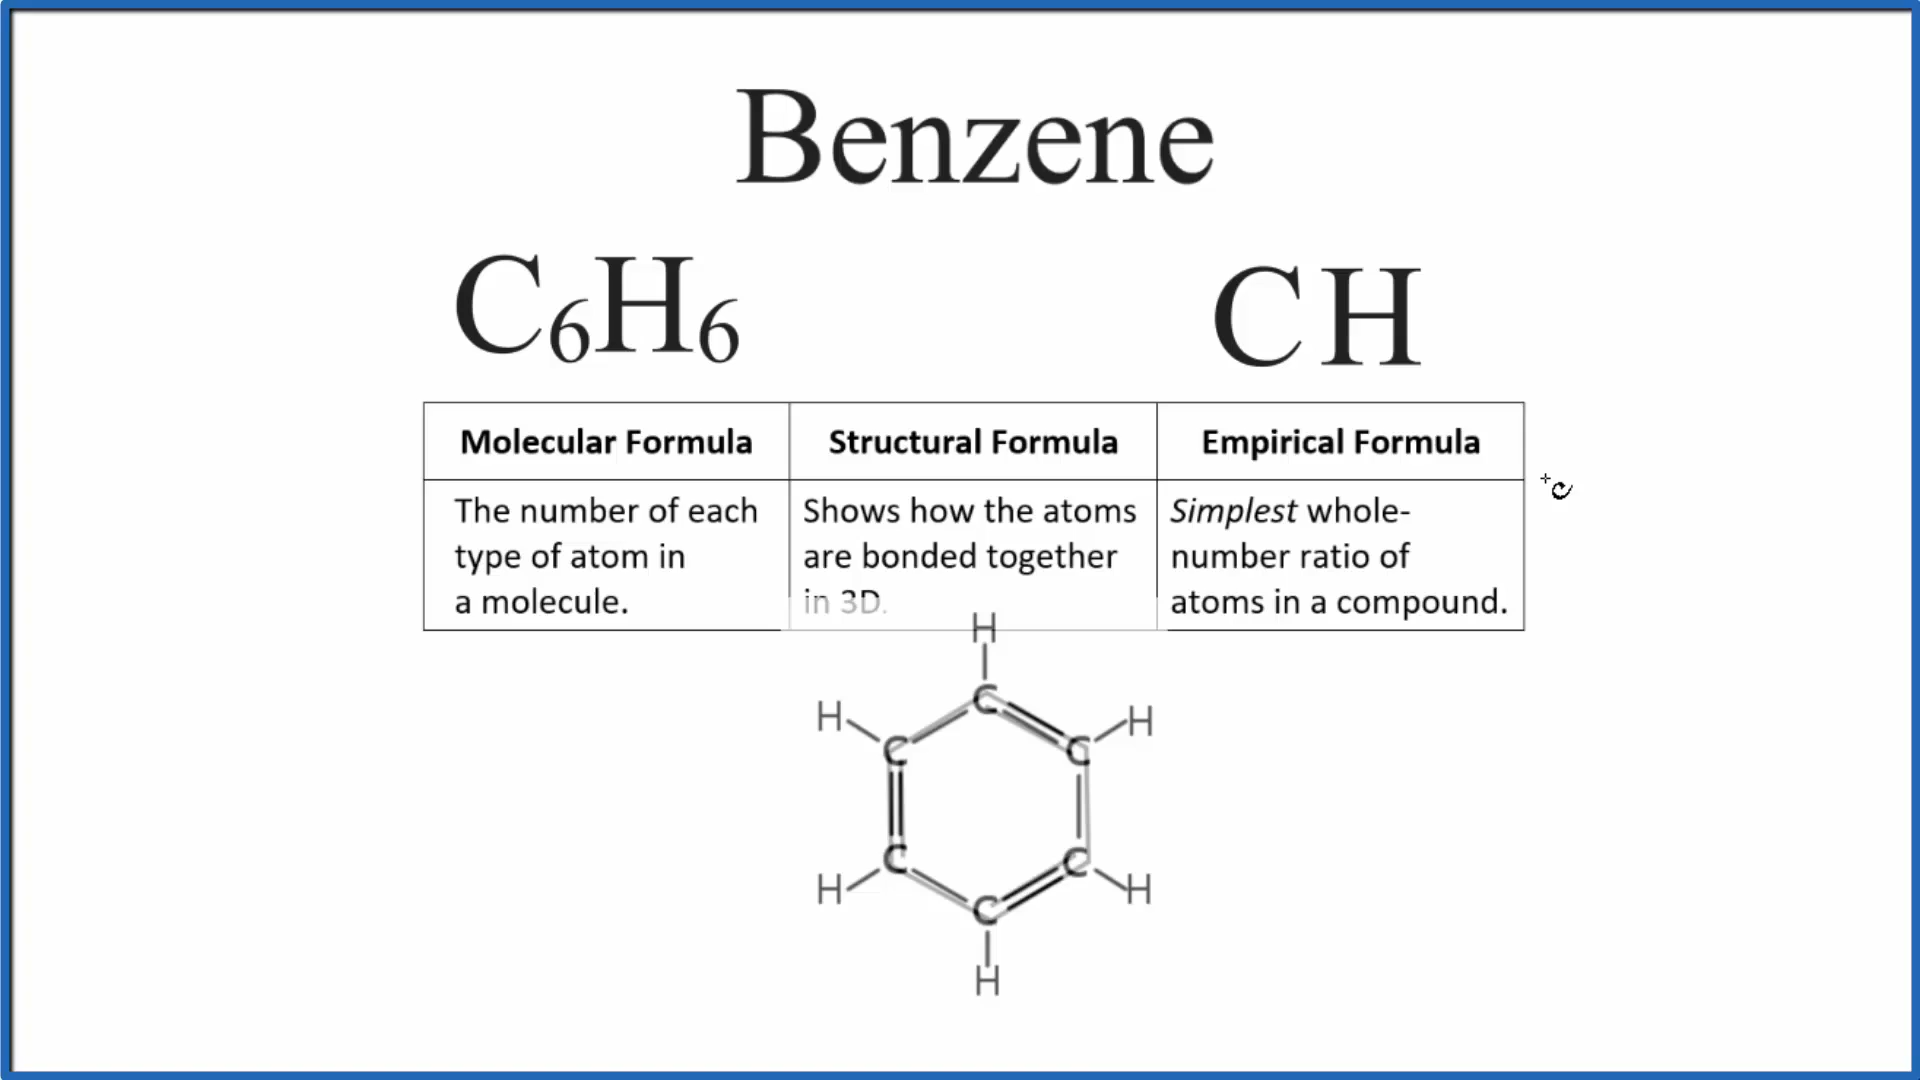 Benzene
C₆H₆
CH
Molecular Formula
Structural Formula
Empirical Formula
The number of each
type of atom in
a molecule.
Shows how the atoms
are bonded together
in 3D.
Simplest whole-
number ratio of
atoms in a compound.
H
C
H H
C C
C C
H H
C
H